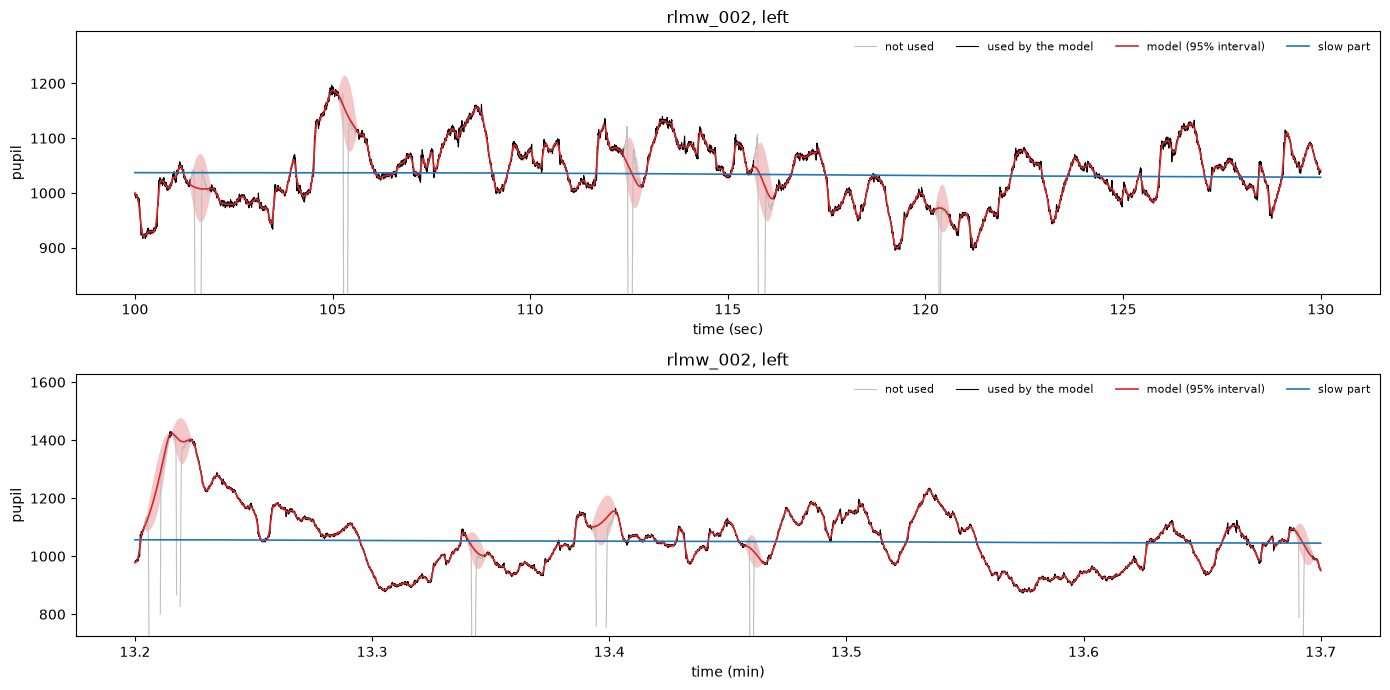 rlmw_002, left
not used used by the model model (95% interval) slow part
1200
1100
1000
900
pupil
100 105 110 115 120 125 130
time (sec)
rlmw_002, left
not used used by the model model (95% interval) slow part
1600
1400
1200
1000
800
pupil
13.2 13.3 13.4 13.5 13.6 13.7
time (min)